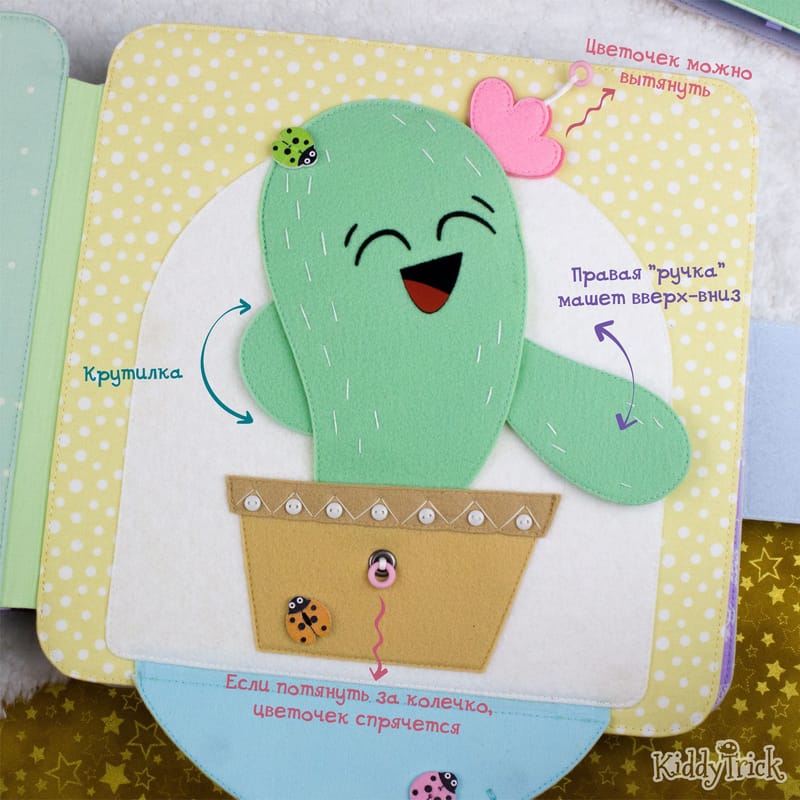 Цветочек можно
вытянуть
Правая "ручка"
машет вверх-вниз
Крутилка
Если потянуть за колечко,
цветочек спрячется
KiddyTrick